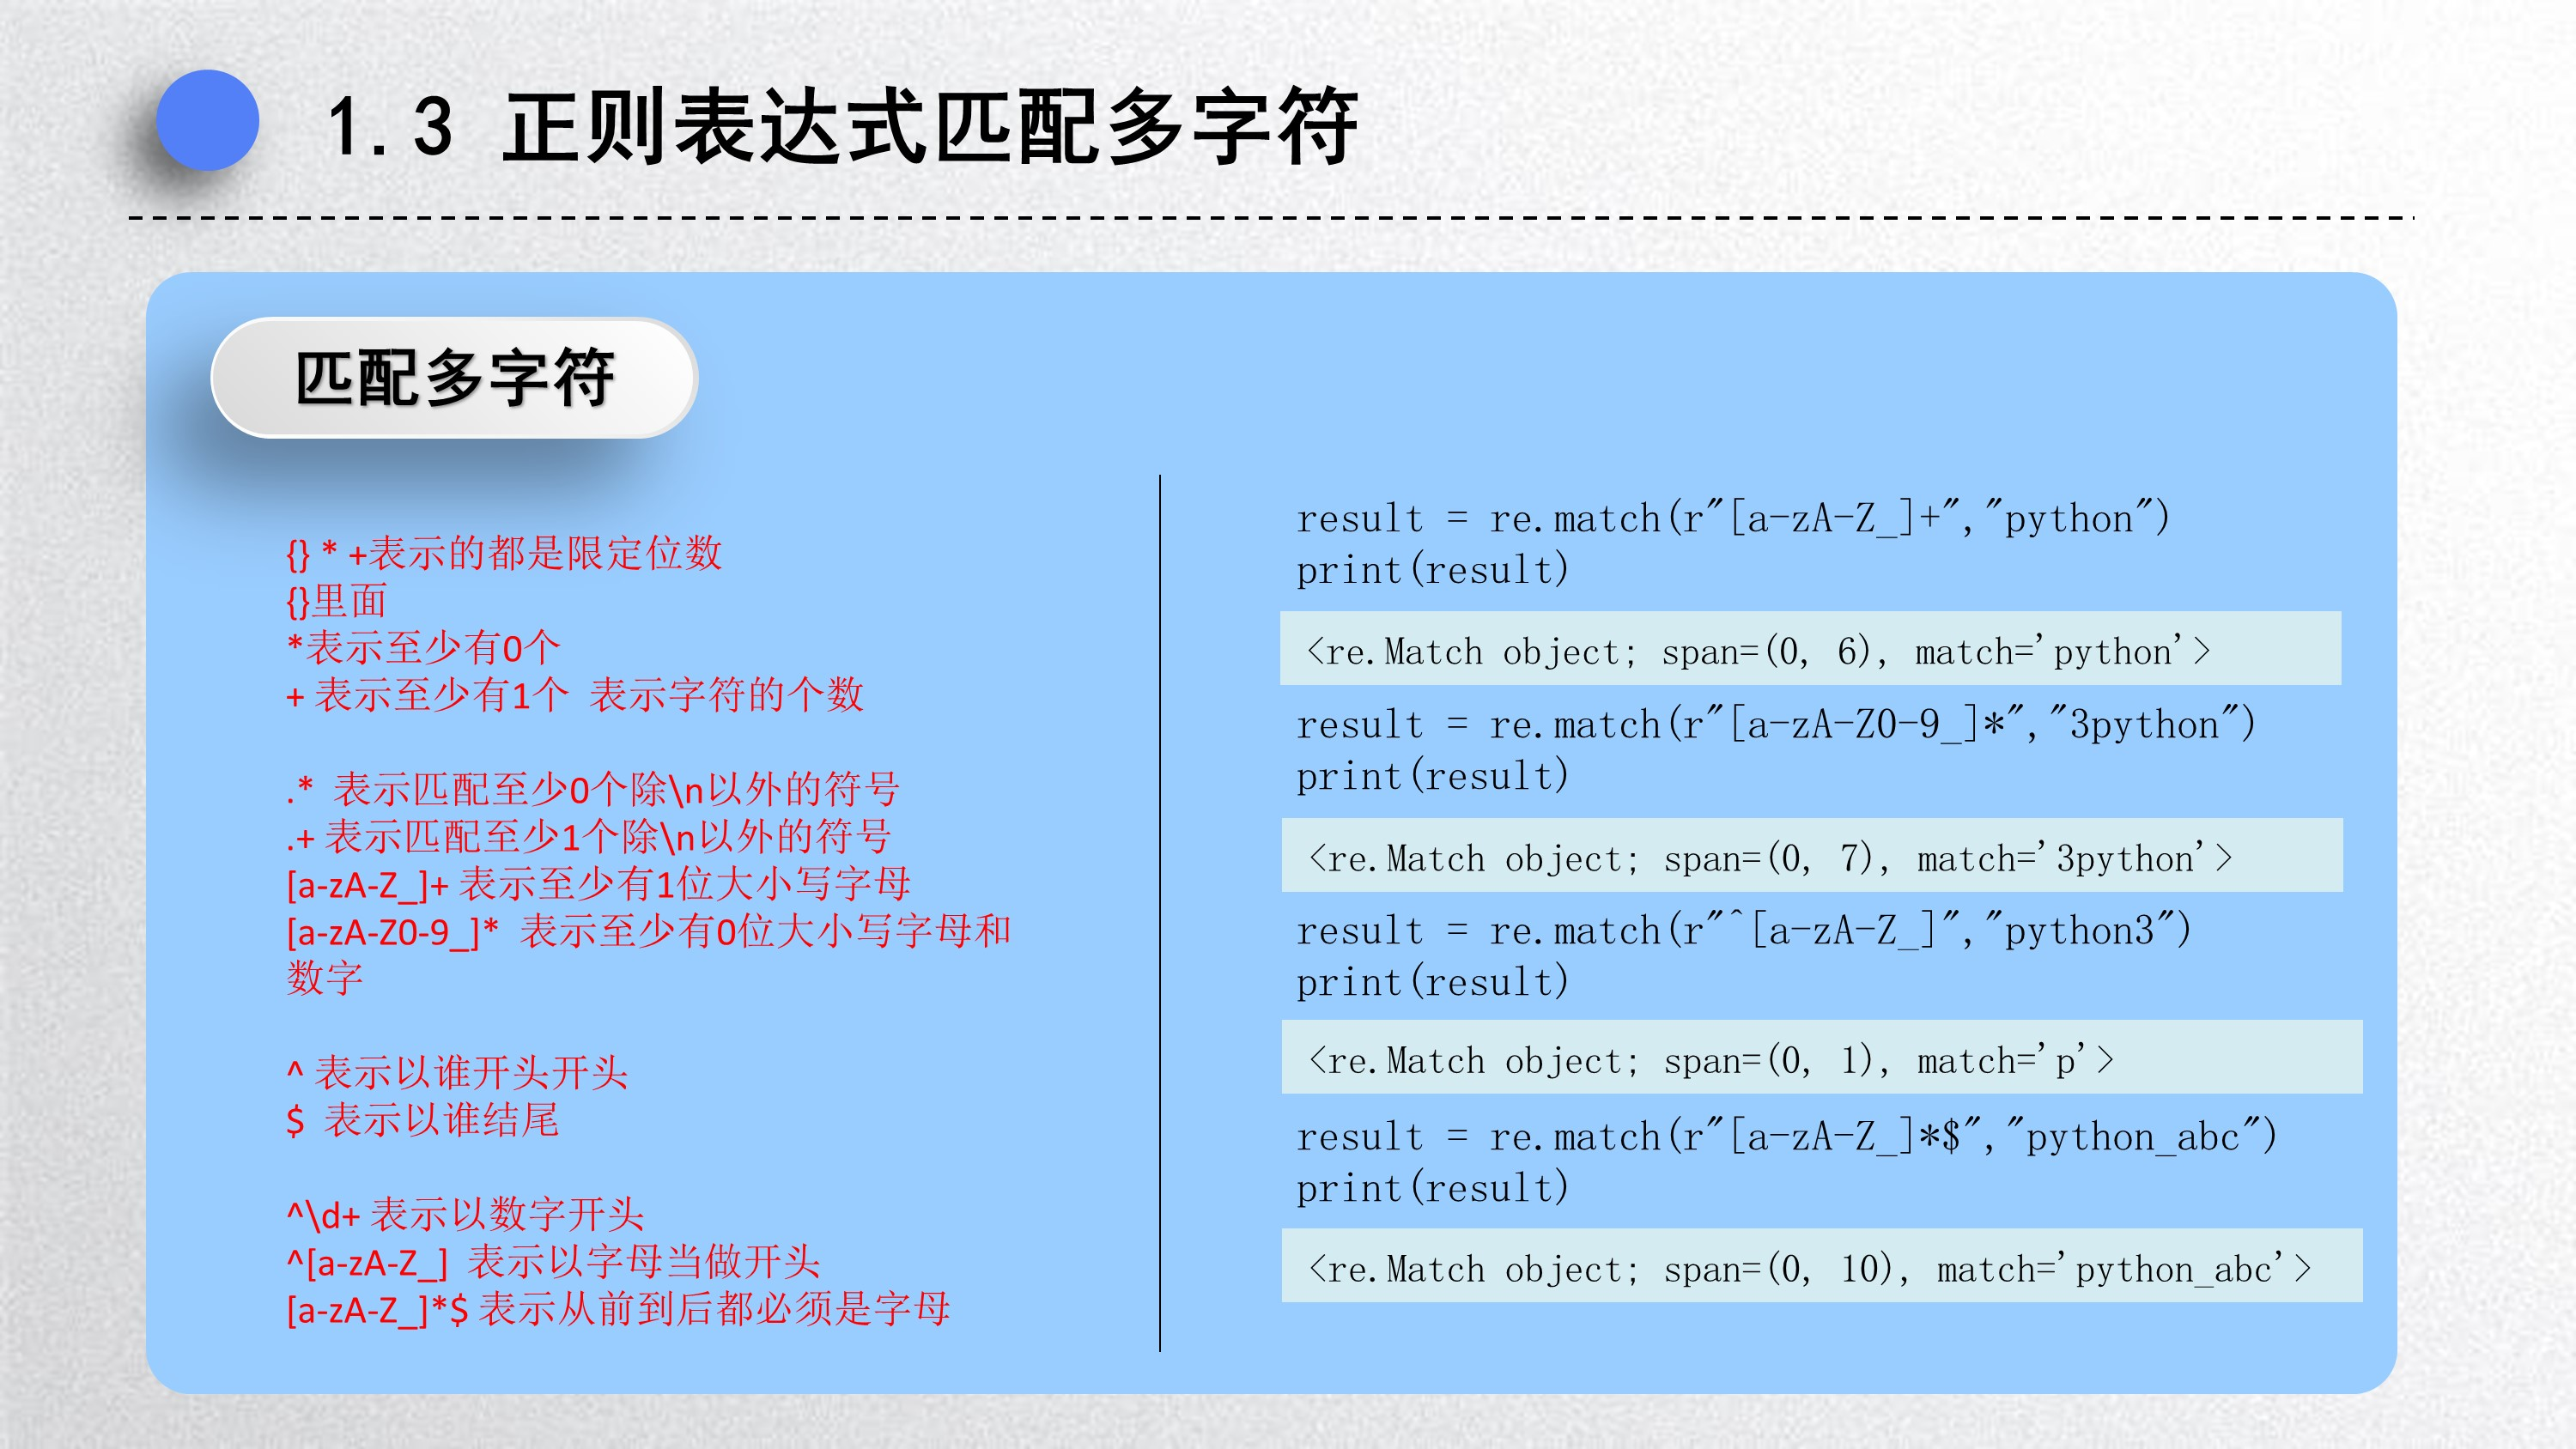 1.3 正则表达式匹配多字符
匹配多字符
{} * +表示的都是限定位数
{}里面
*表示至少有0个
+ 表示至少有1个 表示字符的个数
.* 表示匹配至少0个除\n以外的符号
.+ 表示匹配至少1个除\n以外的符号
[a-zA-Z_]+ 表示至少有1位大小写字母
[a-zA-Z0-9_]* 表示至少有0位大小写字母和
数字
^ 表示以谁开头开头
$ 表示以谁结尾
^\d+ 表示以数字开头
^[a-zA-Z_] 表示以字母当做开头
[a-zA-Z_]*$ 表示从前到后都必须是字母
result = re.match(r"[a-zA-Z_]+","python")
print(result)
<re.Match object; span=(0, 6), match='python'>
result = re.match(r"[a-zA-Z0-9_]*","3python")
print(result)
<re.Match object; span=(0, 7), match='3python'>
result = re.match(r"^[a-zA-Z_]","python3")
print(result)
<re.Match object; span=(0, 1), match='p'>
result = re.match(r"[a-zA-Z_]*$","python_abc")
print(result)
<re.Match object; span=(0, 10), match='python_abc'>